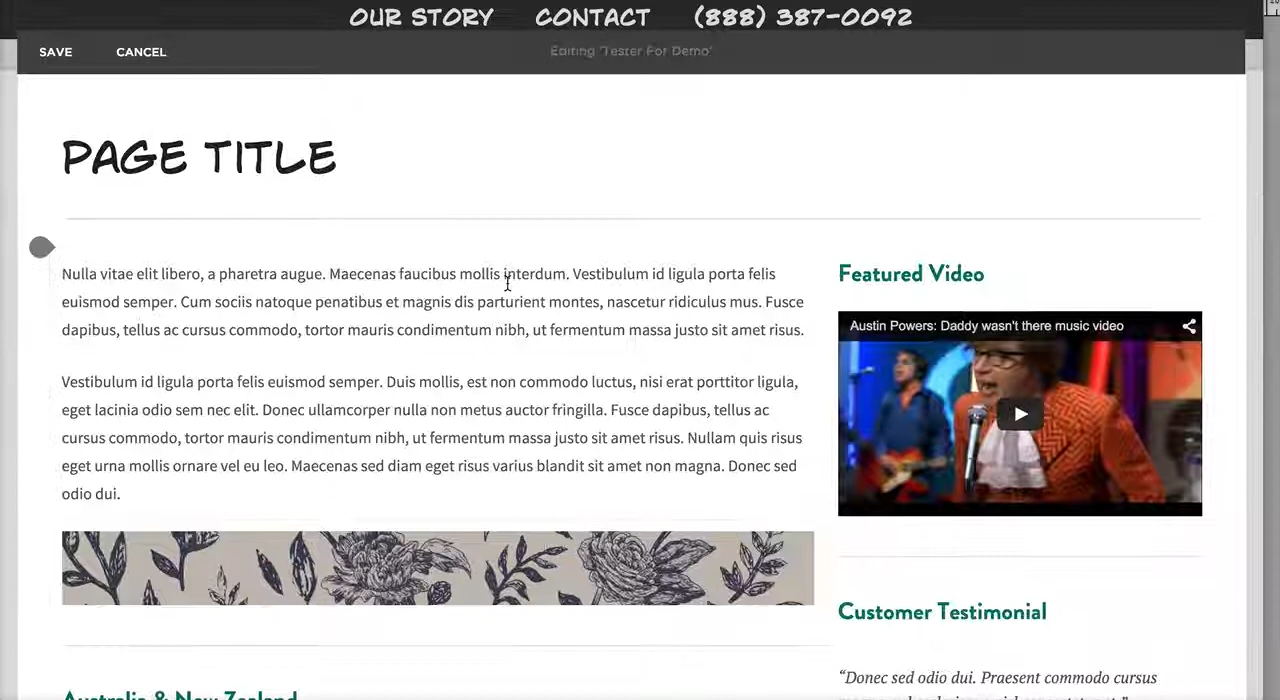 OUR STORY CONTACT (888) 387-0092
SAVE CANCEL Editing 'Tester For Demo'
PAGE TITLE
Nulla vitae elit libero, a pharetra augue. Maecenas faucibus mollis interdum. Vestibulum id ligula porta felis
euismod semper. Cum sociis natoque penatibus et magnis dis parturient montes, nascetur ridiculus mus. Fusce
dapibus, tellus ac cursus commodo, tortor mauris condimentum nibh, ut fermentum massa justo sit amet risus.
Vestibulum id ligula porta felis euismod semper. Duis mollis, est non commodo luctus, nisi erat porttitor ligula,
eget lacinia odio sem nec elit. Donec ullamcorper nulla non metus auctor fringilla. Fusce dapibus, tellus ac
cursus commodo, tortor mauris condimentum nibh, ut fermentum massa justo sit amet risus. Nullam quis risus
eget urna mollis ornare vel eu leo. Maecenas sed diam eget risus varius blandit sit amet non magna. Donec sed
odio dui.
Australia & New Zealand
Featured Video
Austin Powers: Daddy wasn't there music video
Customer Testimonial
“Donec sed odio dui. Praesent commodo cursus